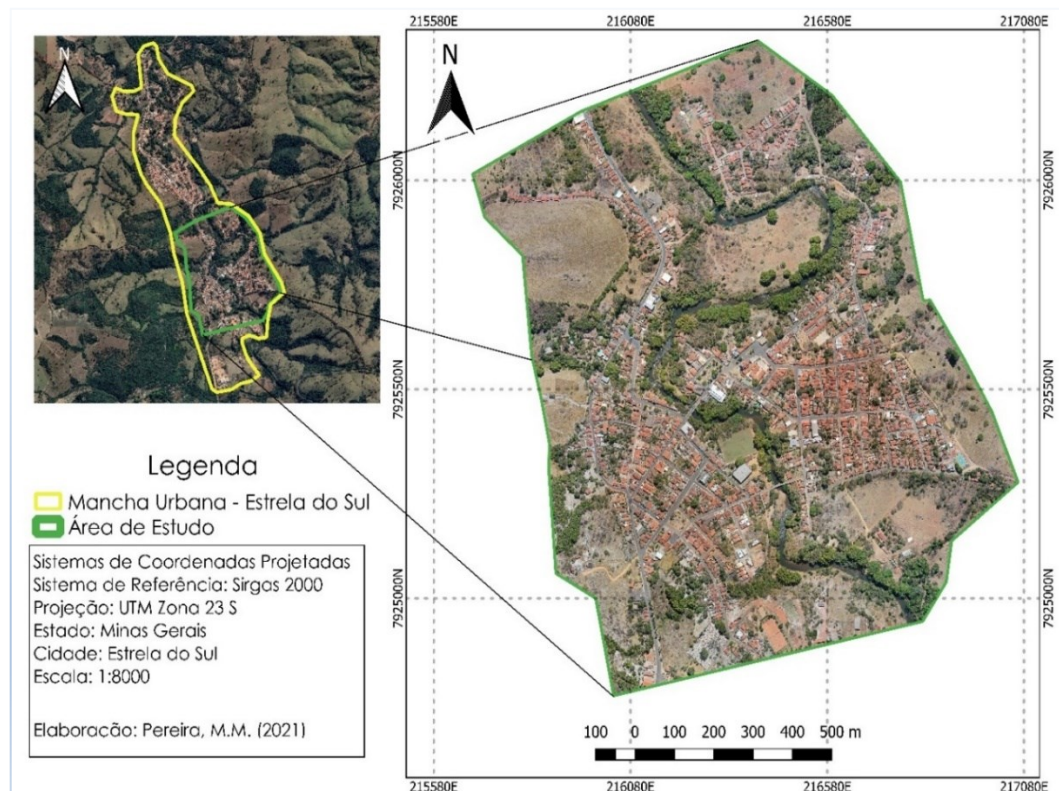 N
Legenda
Mancha Urbana - Estrela do Sul
Área de Estudo
Sistemas de Coordenadas Projetadas
Sistema de Referência: Sirgas 2000
Projeção: UTM Zona 23 S
Estado: Minas Gerais
Cidade: Estrela do Sul
Escala: 1:8000
Elaboracão: Pereira, M.M. (2021)
215580E 216080E 216580E 217080E
N
7926000N 7926000N
7925500N 7925500N
7925000N 7925000N
100 0 100 200 300 400 500 m
215580E 216080E 216580E 217080E